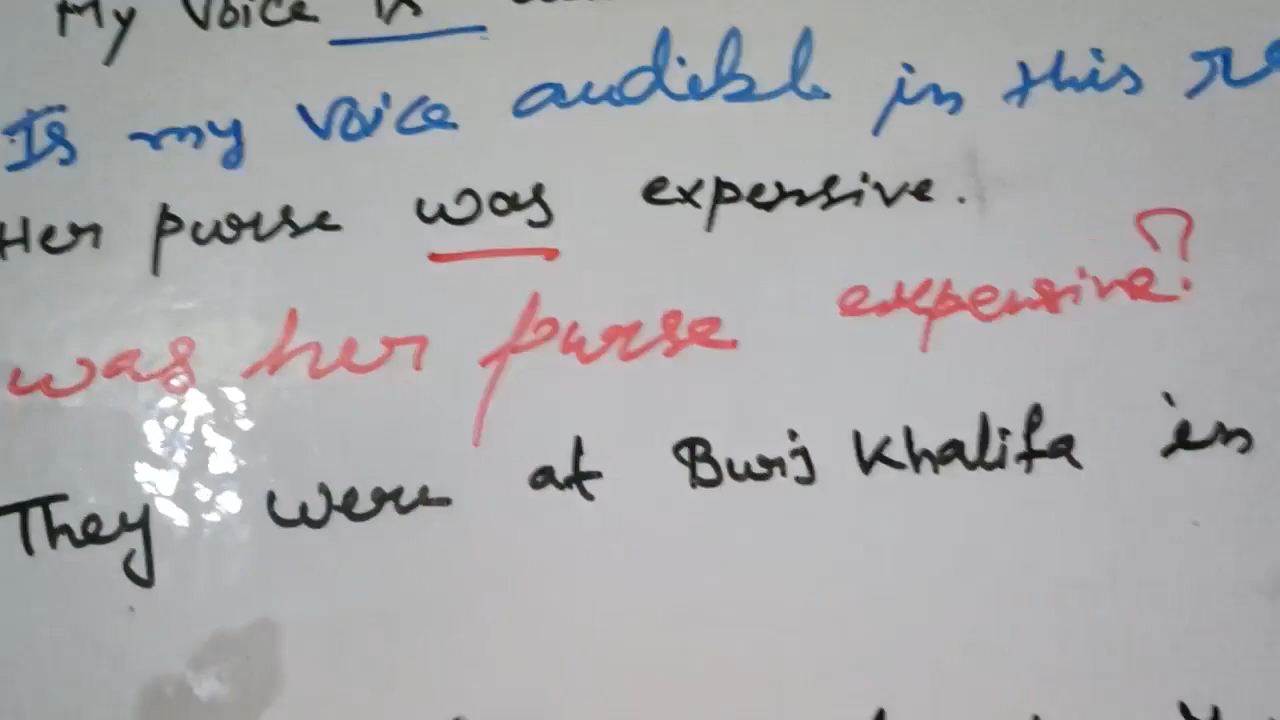 My Voice is
Is my voice audible in this
Her purse was expensive.
was her purse expensive?
They were at Burj Khalifa in